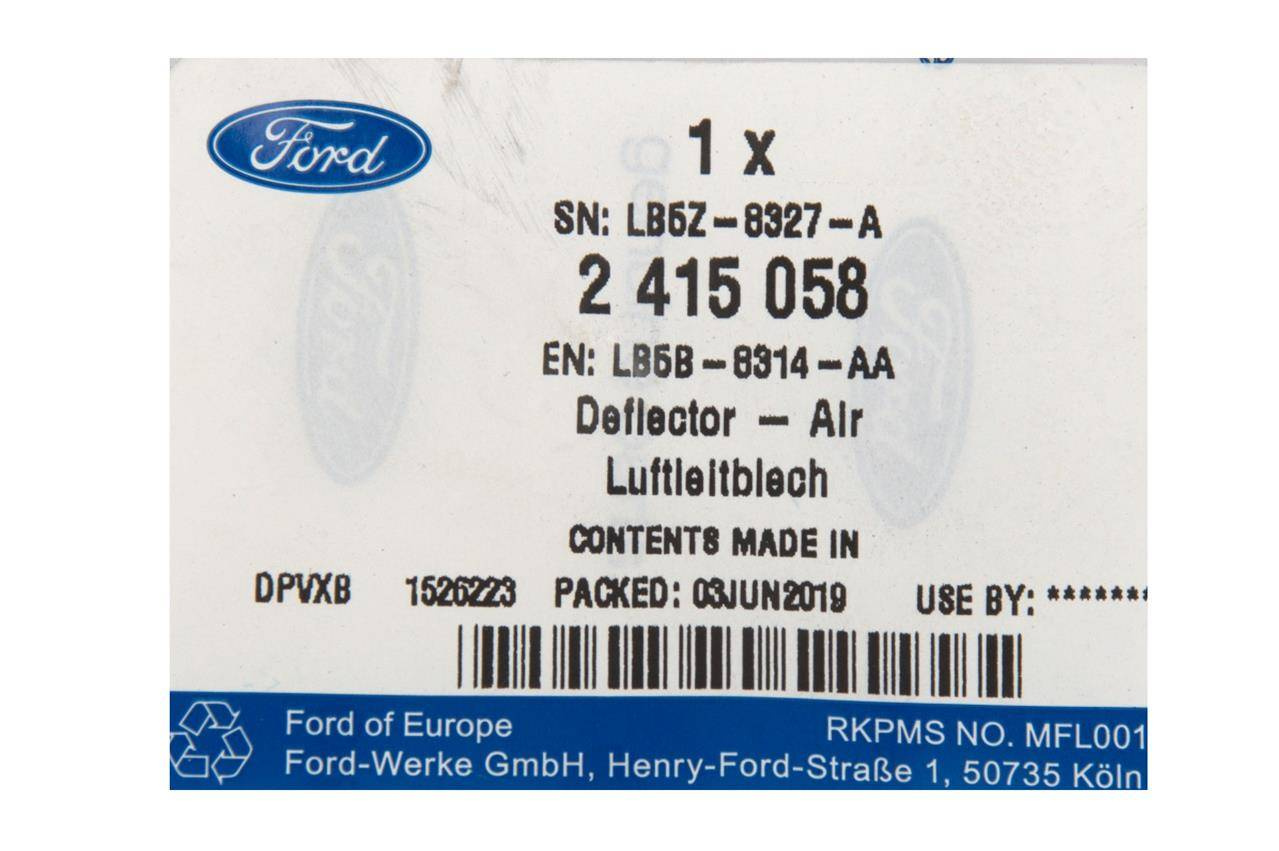 Ford
1 x
SN: LB5Z-8327-A
2 415 058
EN: LB5B-8314-AA
Deflector - Air
Luftleitblech
CONTENTS MADE IN
DPVXB 1526223 PACKED: 03JUN2019 USE BY: *******
Ford of Europe RKPMS NO. MFL001
Ford-Werke GmbH, Henry-Ford-Straße 1, 50735 Köln